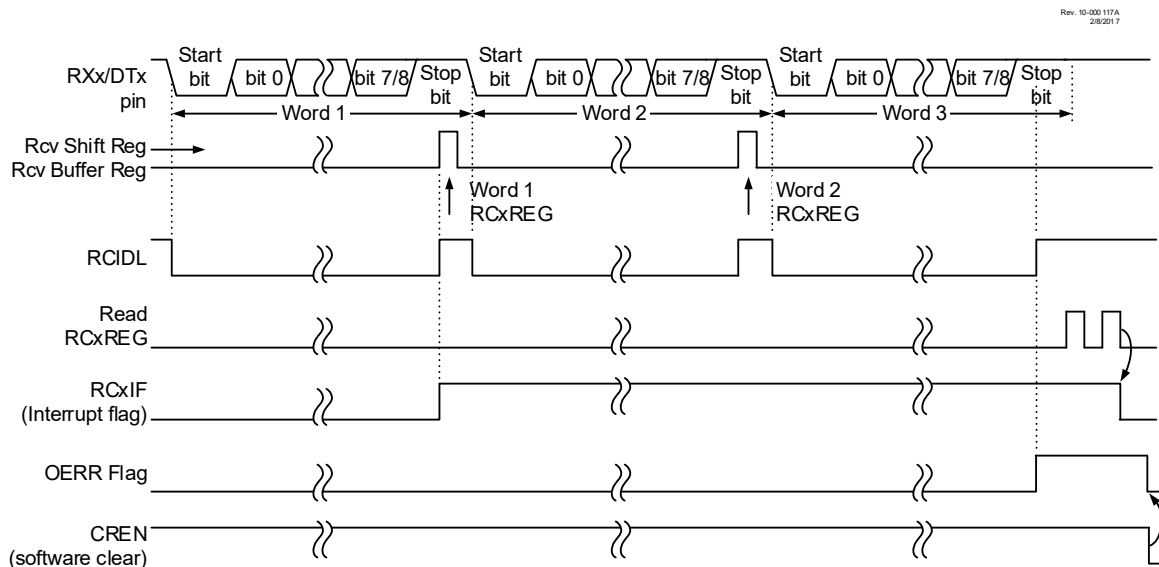 Rev. 10-000 117A
2/8/201 7
Start bit
bit 0
bit 7/8
Stop bit
Start bit
bit 0
bit 7/8
Stop bit
Start bit
bit 0
bit 7/8
Stop bit
RXx/DTx pin
Word 1
Word 2
Word 3
Rcv Shift Reg
Rcv Buffer Reg
Word 1
RCxREG
Word 2
RCxREG
RCIDL
Read
RCxREG
RCxIF
(Interrupt flag)
OERR Flag
CREN
(software clear)